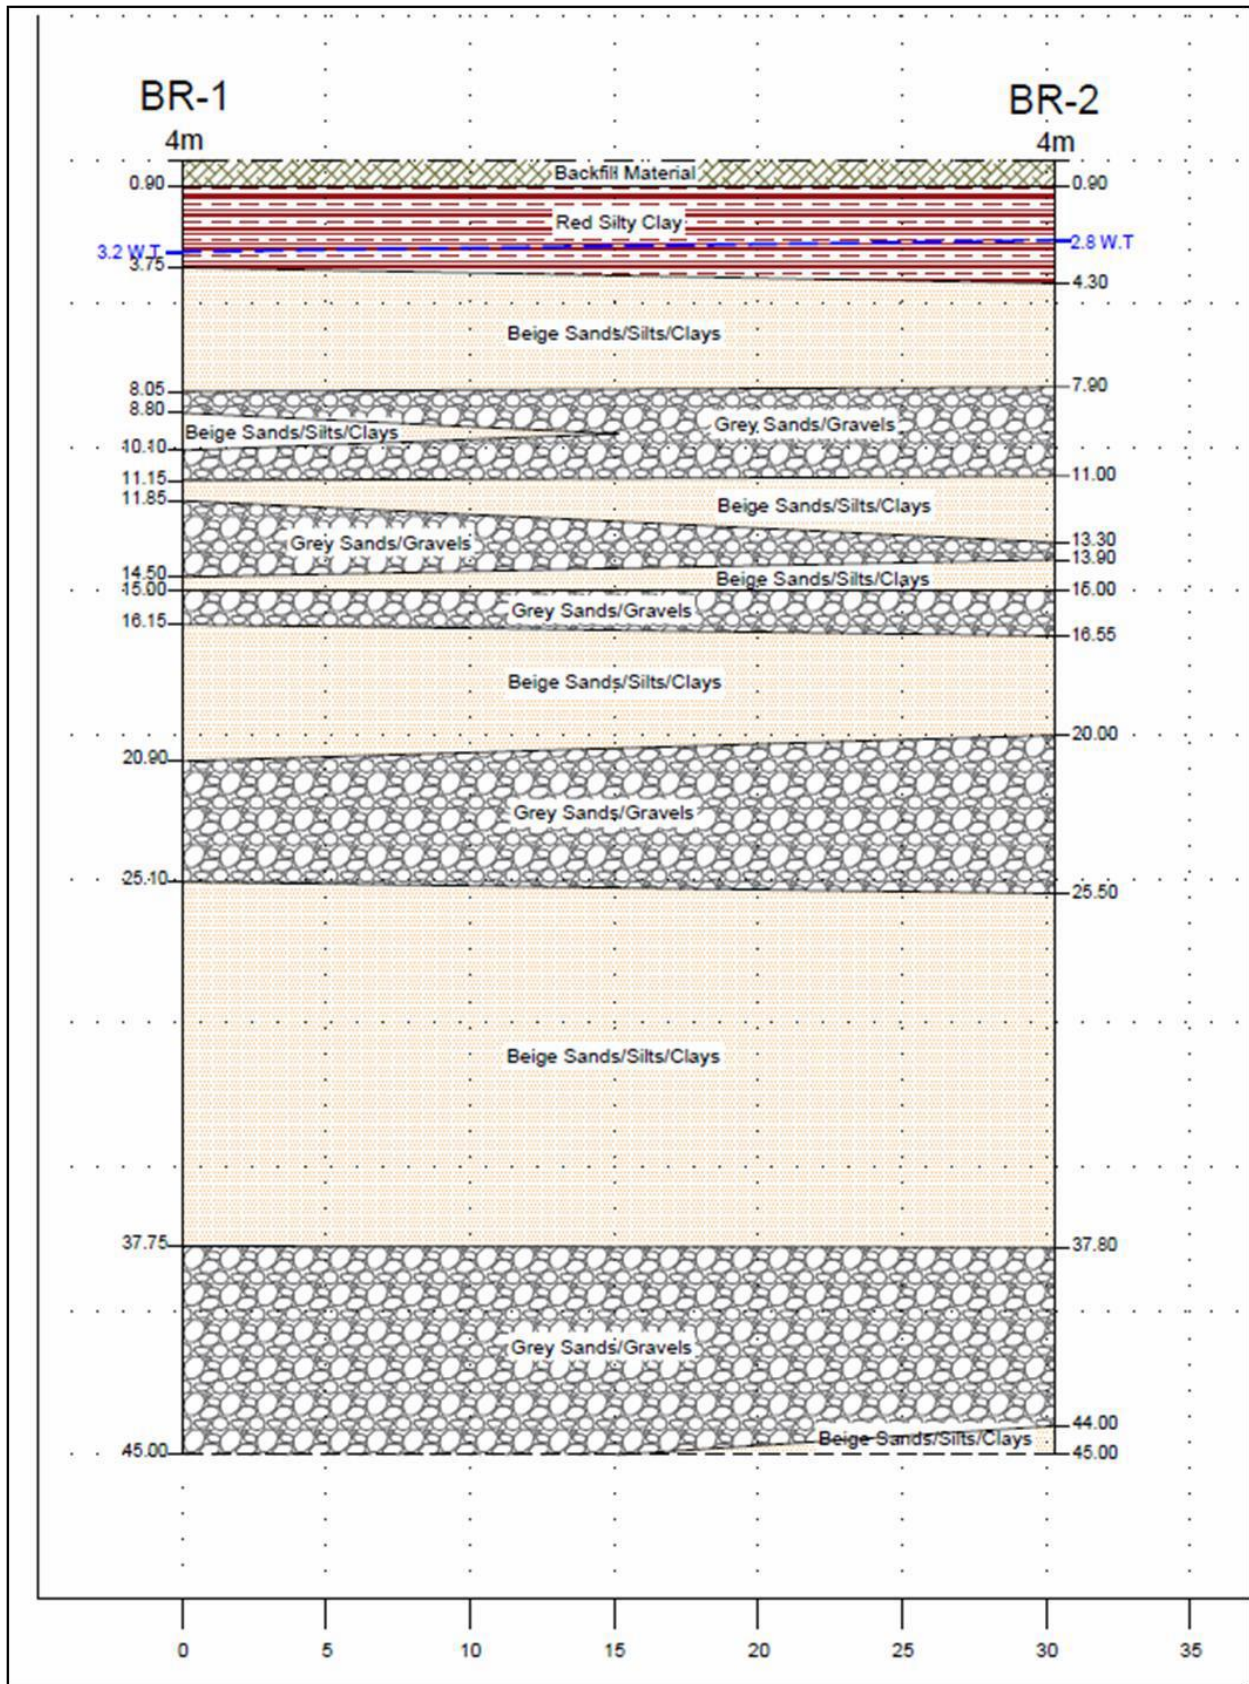 BR-1
BR-2
4m
4m
Backfill Material
0.90
0.90
Red Silty Clay
3.2 W.T
2.8 W.T
3.75
4.30
Beige Sands/Silts/Clays
8.05
7.90
8.80
Grey Sands/Gravels
Beige Sands/Silts/Clays
10.10
11.15
11.00
11.85
Beige Sands/Silts/Clays
Grey Sands/Gravels
13.30
13.90
14.50
Beige Sands/Silts/Clays
15.00
16.00
Grey Sands/Gravels
16.15
16.55
Beige Sands/Silts/Clays
20.90
20.00
Grey Sands/Gravels
25.10
25.50
Beige Sands/Silts/Clays
37.75
37.80
Grey Sands/Gravels
44.00
Beige Sands/Silts/Clays
45.00
45.00
0 5 10 15 20 25 30 35